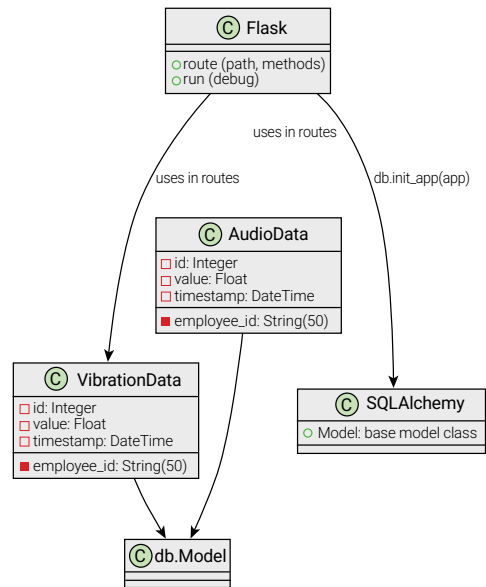 C Flask
route (path, methods)
run (debug)
uses in routes
uses in routes
db.init_app(app)
C AudioData
id: Integer
value: Float
timestamp: DateTime
employee_id: String(50)
C VibrationData
id: Integer
value: Float
timestamp: DateTime
employee_id: String(50)
C SQLAlchemy
Model: base model class
C db.Model